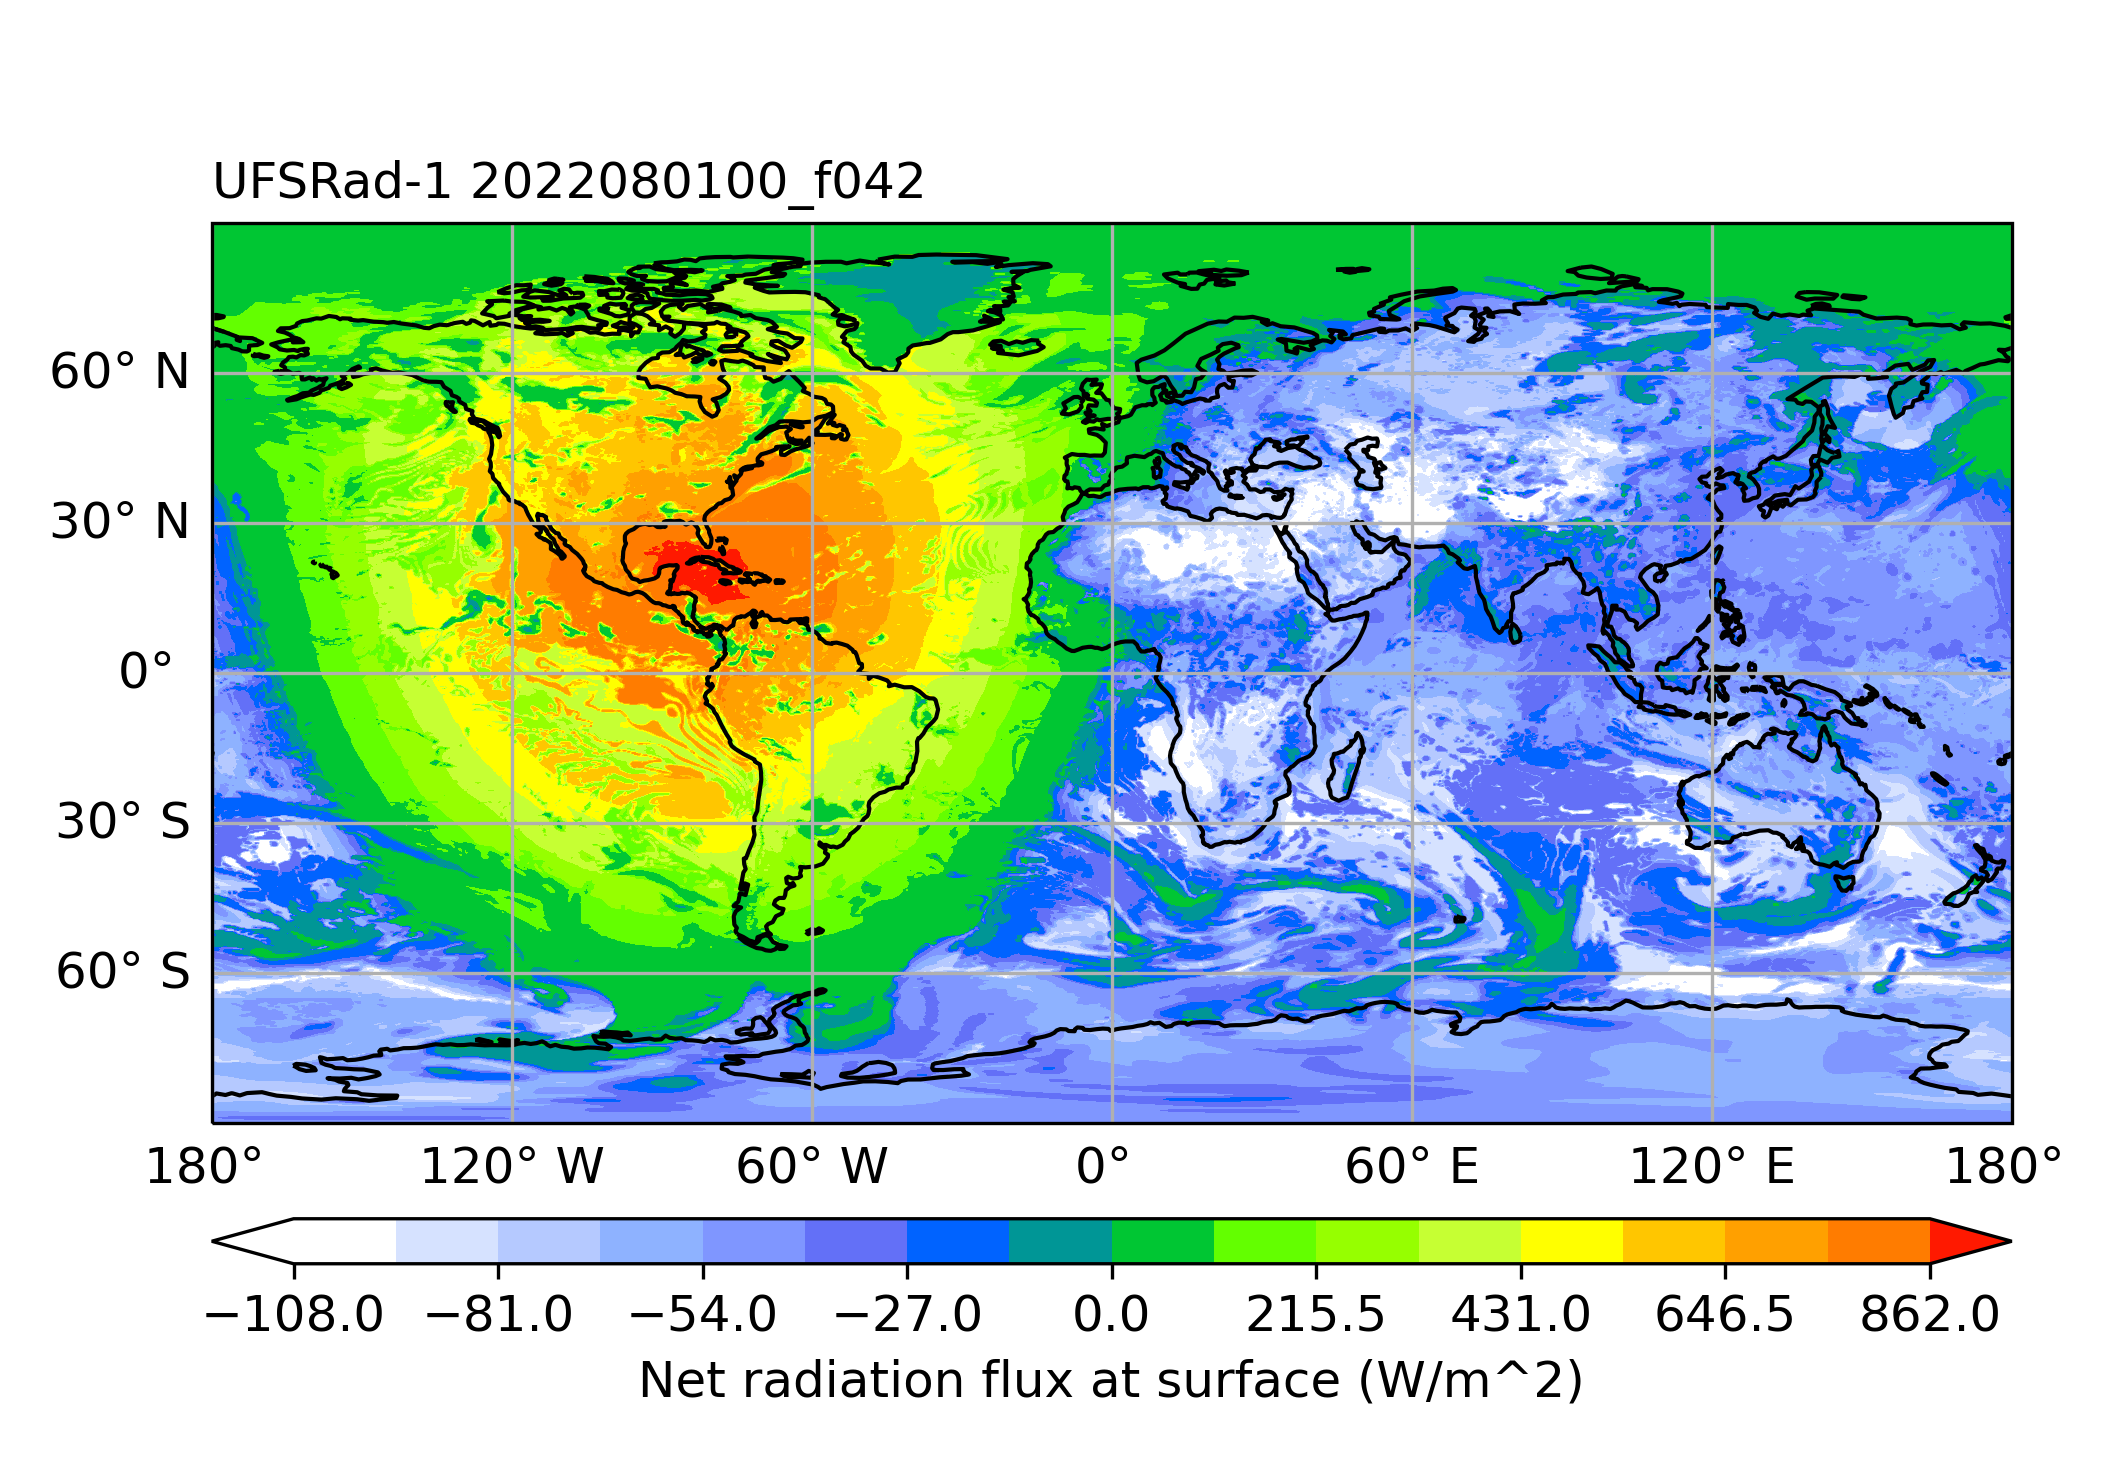 UFSRad-1 2022080100_f042
60° N
30° N
0°
30° S
60° S
180° 120° W 60° W 0° 60° E 120° E 180°
−108.0 −81.0 −54.0 −27.0 0.0 215.5 431.0 646.5 862.0
Net radiation flux at surface (W/m^2)